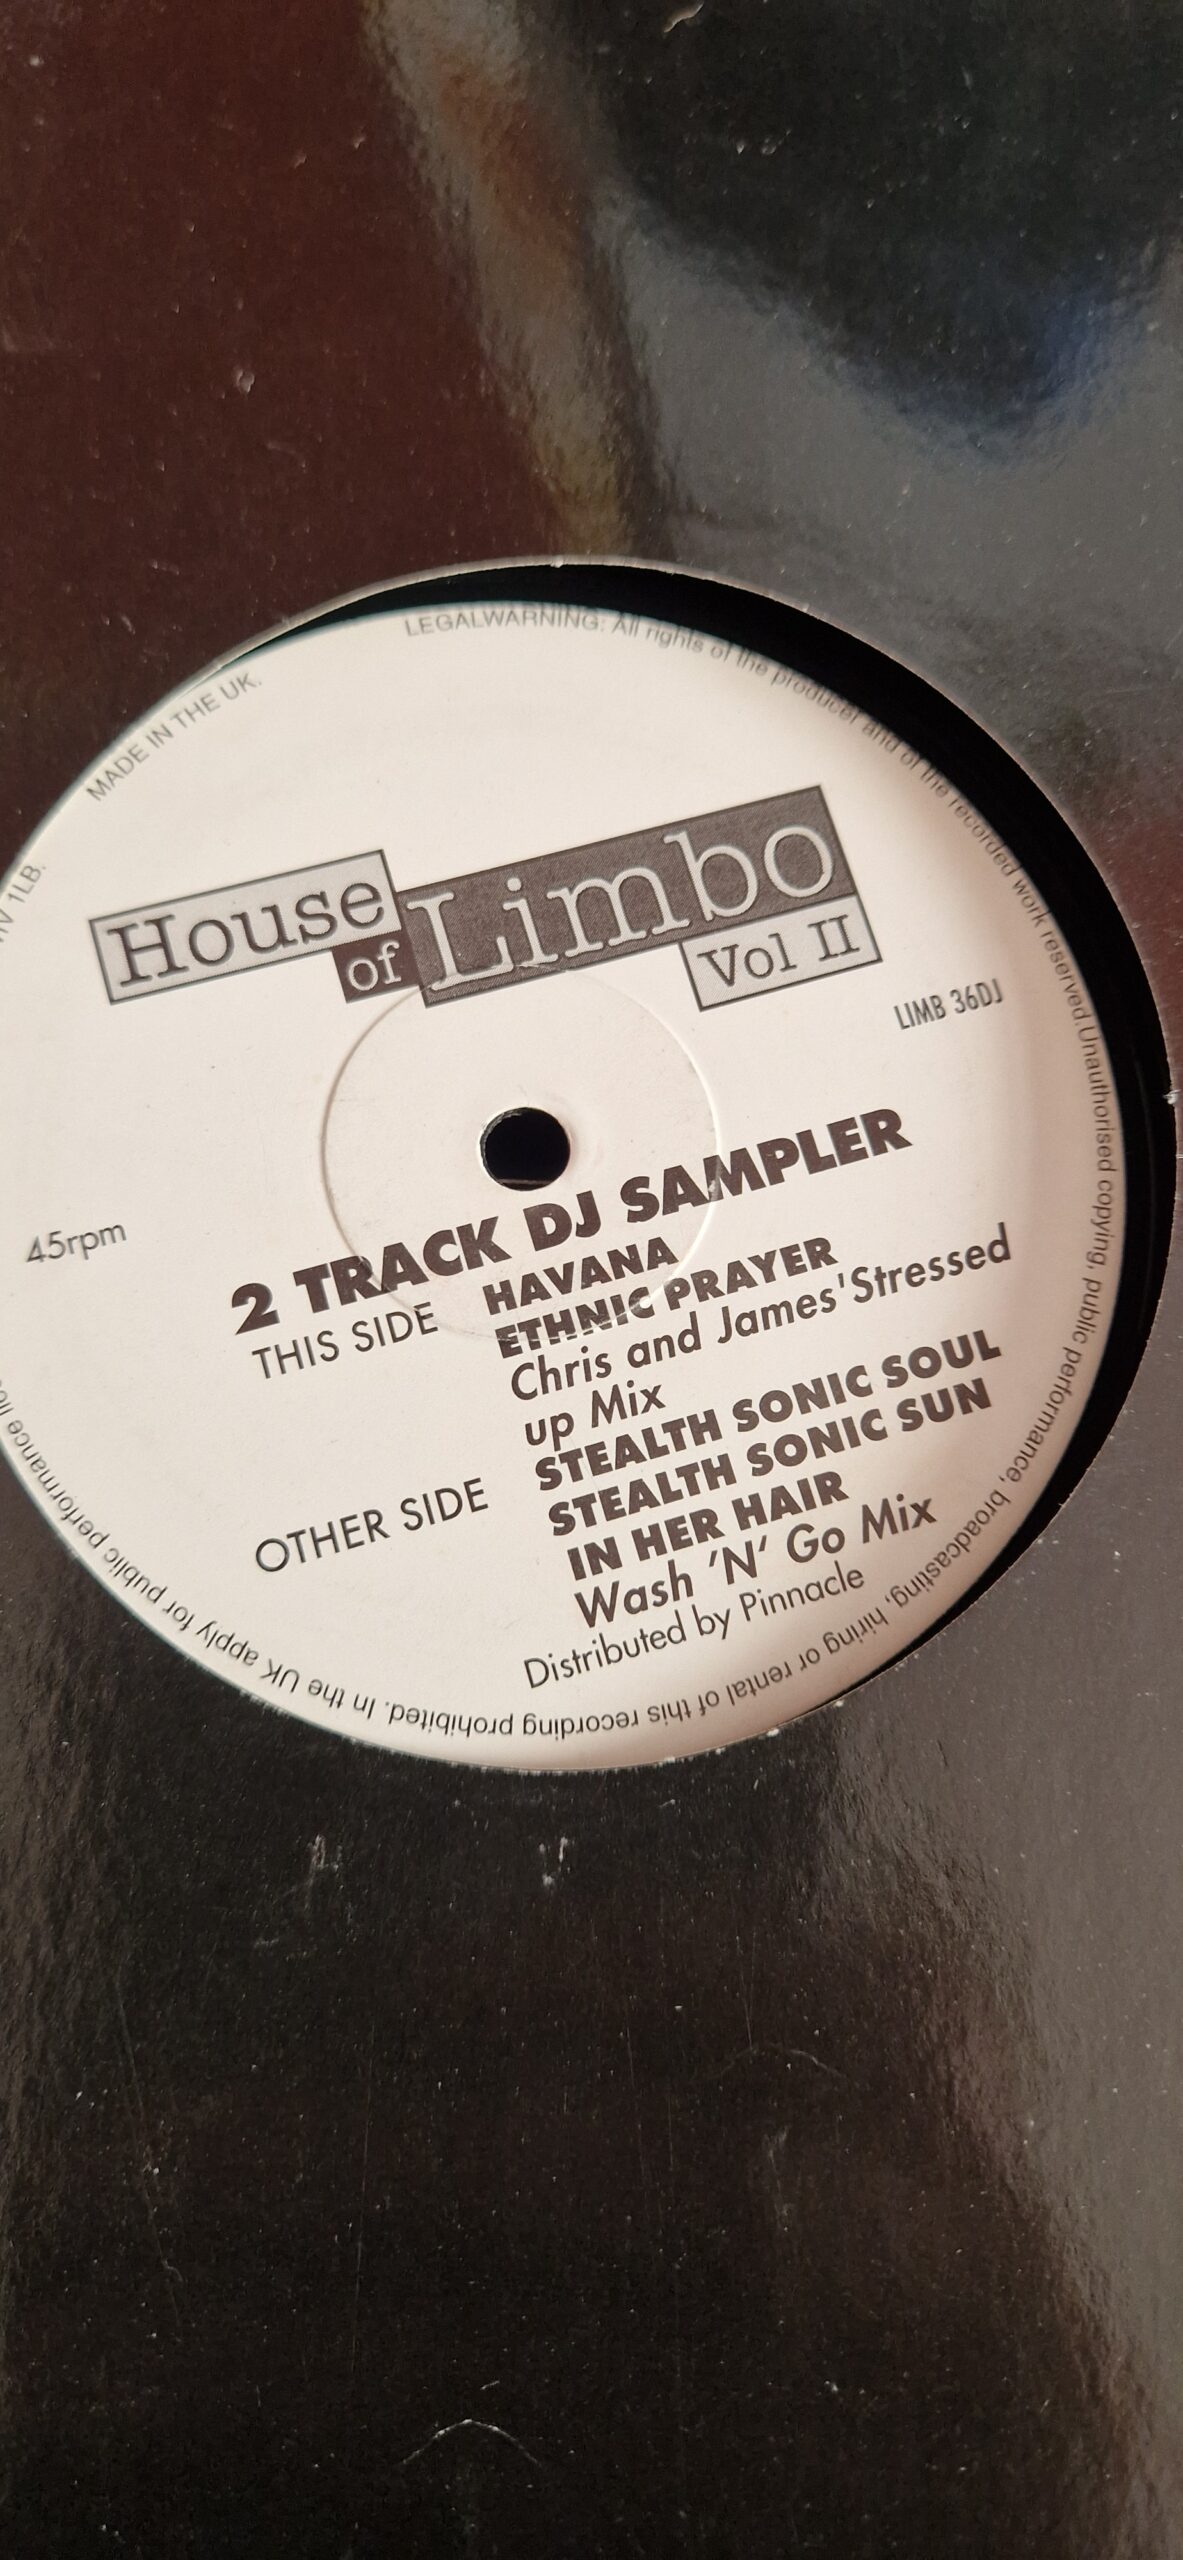 MADE IN THE UK.
LEGALWARNING: All rights of the producer and of the recorded work reserved.Unauthorised copying, public performance, broadcasting, hiring or rental of this recording prohibited. In the UK apply for public performance
1LB.
House
of
Limbo
Vol II
LIMB 36DJ
45rpm
2 TRACK DJ SAMPLER
THIS SIDE HAVANA
ETHNIC PRAYER
Chris and James'Stressed
up Mix
OTHER SIDE STEALTH SONIC SOUL
STEALTH SONIC SUN
IN HER HAIR
Wash 'N' Go Mix
Distributed by Pinnacle